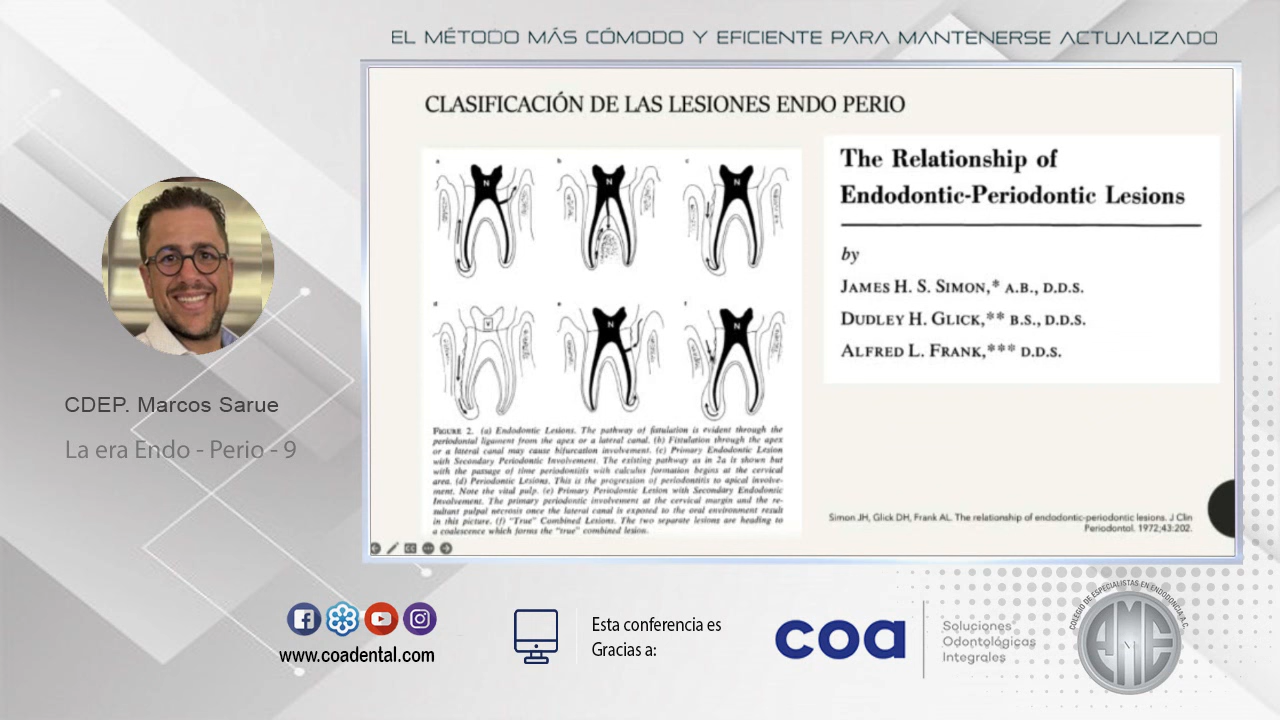 EL MÉTODO MÁS CÓMODO Y EFICIENTE PARA MANTENERSE ACTUALIZADO
CLASIFICACIÓN DE LAS LESIONES ENDO PERIO
a
b
c
N
N
N
d
e
f
V
N
N
FIGURE 2. (a) Endodontic Lesions. The pathway of fistulation is evident through the
periodontal ligament from the apex or a lateral canal. (b) Fistulation through the apex
or a lateral canal may cause bifurcation involvement. (c) Primary Endodontic Lesion
with Secondary Periodontic Involvement. The existing pathway as in 2a is shown but
with the passage of time periodontitis with calculus formation begins at the cervical
area. (d) Periodontic Lesions. This is the progression of periodontitis to apical involve-
ment. Note the vital pulp. (e) Primary Periodontic Lesion with Secondary Endodontic
Involvement. The primary periodontic involvement at the cervical margin and the re-
sultant pulpal necrosis once the lateral canal is exposed to the oral environment result
in this picture. (f) "True" Combined Lesions. The two separate lesions are heading to
a coalescence which forms the "true" combined lesion.
The Relationship of
Endodontic-Periodontic Lesions
by
JAMES H. S. SIMON,* A.B., D.D.S.
DUDLEY H. GLICK,** B.S., D.D.S.
ALFRED L. FRANK,*** D.D.S.
Simon JH, Glick DH, Frank AL. The relationship of endodontic-periodontic lesions. J Clin
Periodontal. 1972;43:202.
CDEP. Marcos Sarue
La era Endo - Perio - 9
www.coadental.com
Esta conferencia es
Gracias a:
coa
Soluciones
Odontológicas
Integrales
COLEGIO DE ESPECIALISTAS EN ENDODONCIA A.C.
AME